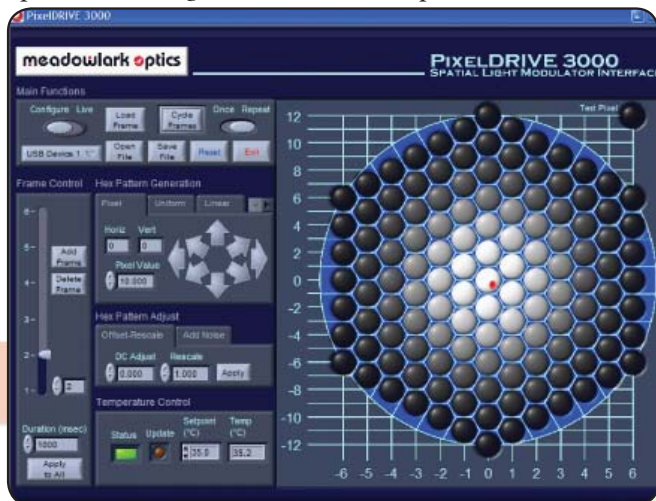 PixelDRIVE 3000
meadowlark optics
PIXELDRIVE 3000
SPATIAL LIGHT MODULATOR INTERFACE
Main Functions
Configure Live
Load Frame
Cycle Frames
Once Repeat
USB Device 1
Open File
Save File
Reset
Exit
Frame Control
6-
5-
4-
3-
2-
1-
Add Frame
Delete Frame
2
Duration (msec)
1000
Apply to All
Hex Pattern Generation
Pixel Uniform Linear
Horiz Vert
0 0
Pixel Value
10.000
Hex Pattern Adjust
Offset-Rescale Add Noise
DC Adjust Rescale
0.000 1.000 Apply
Temperature Control
Status Update Setpoint (°C) Temp (°C)
35.0 35.2
Test Pixel
12
10
8
6
4
2
0
-2
-4
-6
-8
-10
-12
-6 -5 -4 -3 -2 -1 0 1 2 3 4 5 6